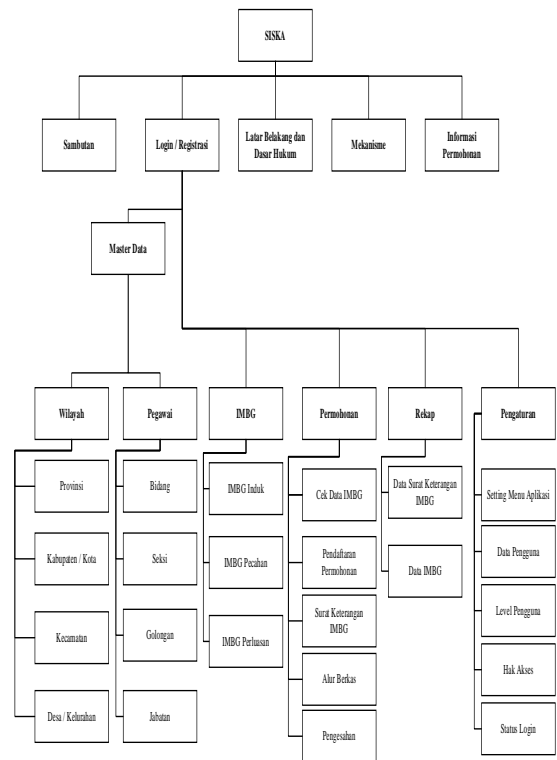 SISKA
Sambutan
Login / Registrasi
Latar Belakang dan
Dasar Hukum
Mekanisme
Informasi
Permohonan
Master Data
Wilayah
Pegawai
IMBG
Permohonan
Rekap
Pengaturan
Provinsi
Kabupaten / Kota
Kecamatan
Desa / Kelurahan
Bidang
Seksi
Golongan
Jabatan
IMBG Induk
IMBG Pecahan
IMBG Perluasan
Cek Data IMBG
Pendaftaran
Permohonan
Surat Keterangan
IMBG
Alur Berkas
Pengesahan
Data Surat Keterangan
IMBG
Data IMBG
Setting Menu Aplikasi
Data Pengguna
Level Pengguna
Hak Akses
Status Login